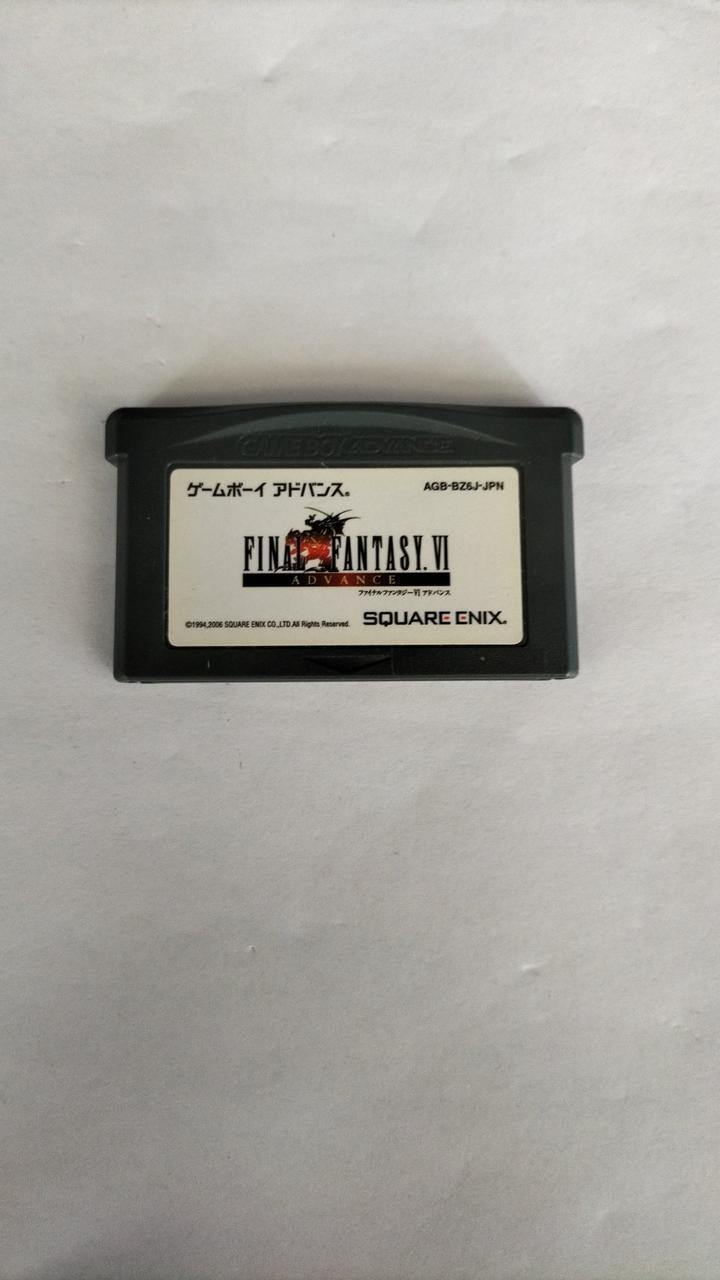 GAME BOY ADVANCE
ゲームボーイ アドバンス® AGB-BZ6J-JPN
FINAL FANTASY. VI
ADVANCE
ファイナルファンタジーVI アドバンス
©1994,2006 SQUARE ENIX CO.,LTD.All Rights Reserved. SQUARE ENIX®